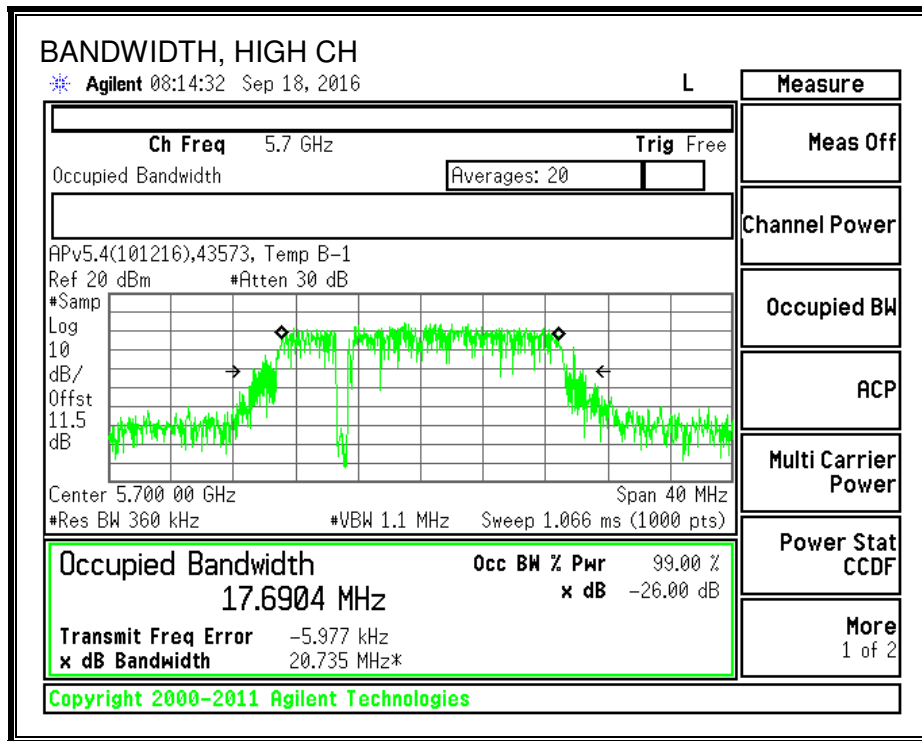 BANDWIDTH, HIGH CH
Agilent 08:14:32 Sep 18, 2016 L
Ch Freq 5.7 GHz Trig Free
Occupied Bandwidth Averages: 20
APv5.4(101216),43573, Temp B-1
Ref 20 dBm #Atten 30 dB
#Samp
Log
10
dB/
Offst
11.5
dB
Center 5.700 00 GHz Span 40 MHz
#Res BW 360 kHz #VBW 1.1 MHz Sweep 1.066 ms (1000 pts)
Occupied Bandwidth Occ BW % Pwr 99.00 %
17.6904 MHz x dB -26.00 dB
Transmit Freq Error -5.977 kHz
x dB Bandwidth 20.735 MHz*
Copyright 2000-2011 Agilent Technologies
Measure
Meas Off
Channel Power
Occupied BW
ACP
Multi Carrier
Power
Power Stat
CCDF
More
1 of 2